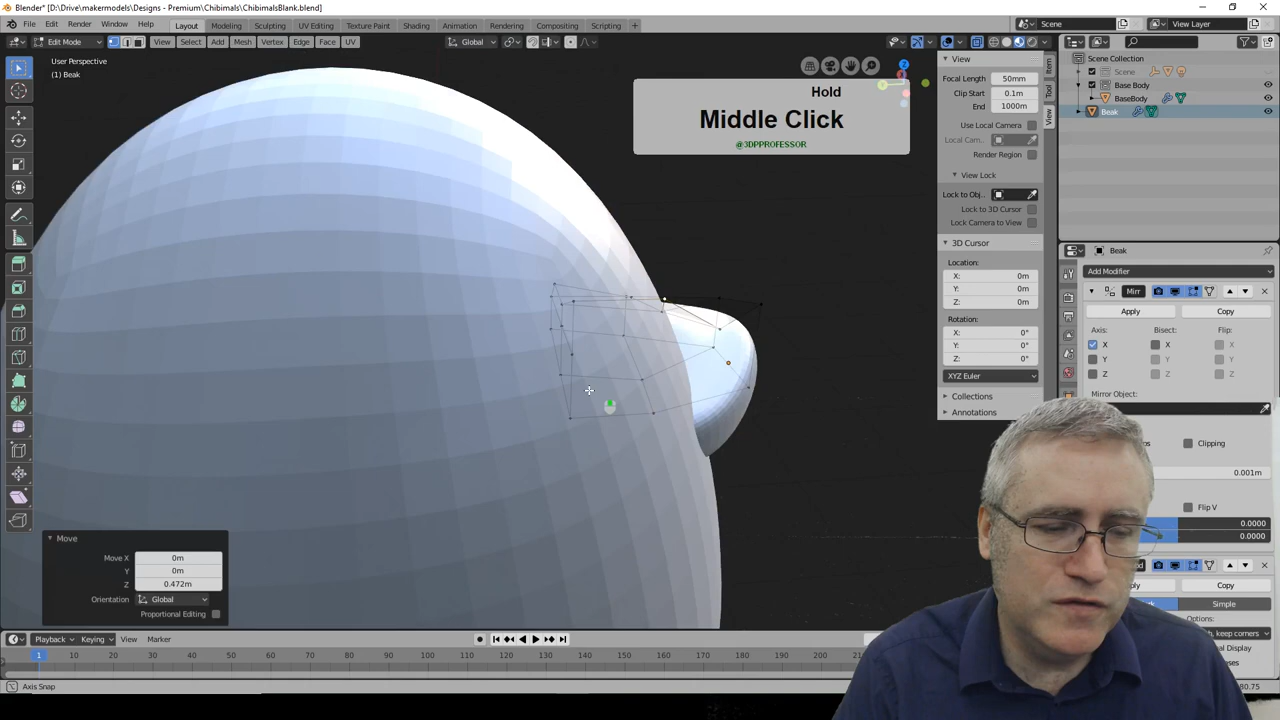 Blender* [D:\Drive\makermodels\Designs - Premium\Chibimals\ChibimalsBlank.blend]
File Edit Render Window Help Layout Modeling Sculpting UV Editing Texture Paint Shading Animation Rendering Compositing Scripting + Scene View Layer
Edit Mode View Select Add Mesh Vertex Edge Face UV Global
User Perspective
(1) Beak
Hold
Middle Click
@3DPPROFESSOR
View
Focal Length 50mm
Clip Start 0.1m
End 1000m
Use Local Camera
Local Cam..
View Lock
Lock to Obj..
Lock to 3D Cursor
Lock Camera to View
3D Cursor
Location:
X: 0m
Y: 0m
Z: 0m
Rotation:
X: 0°
Y: 0°
Z: 0°
XYZ Euler
Collections
Annotations
Item
Tool
View
Scene Collection
Scene
Base Body
BaseBody
Beak
Beak
Add Modifier
Mirr
Apply Copy
Axis: Bisect: Flip:
X X X
Y Y Y
Z Z Z
Mirror Object:
Clipping
0.001m
Flip V
0.0000
0.0000
Copy
Simple
Move
Move X 0m
Y 0m
Z 0.472m
Orientation Global
Proportional Editing
Playback Keying View Marker
1 10 20 30 40 50 60 70 80 90 100 110 120 130 140 150 160 170 180 190 200
Axis Snap